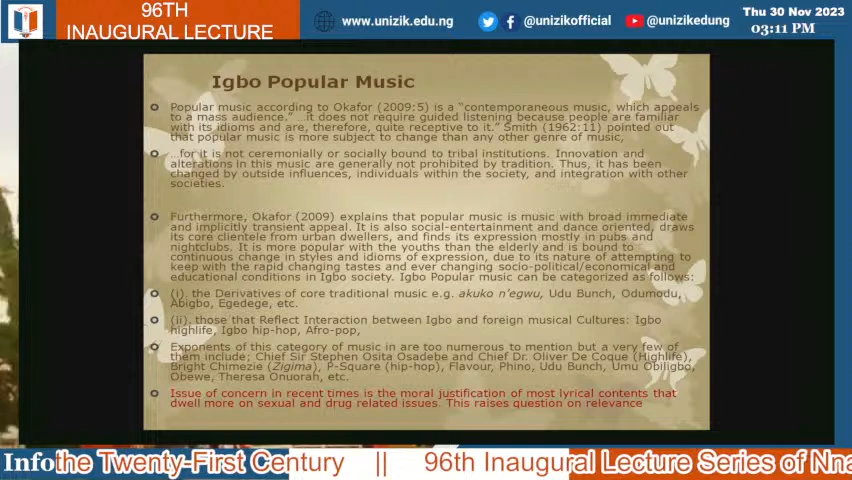 96TH
INAUGURAL LECTURE
www.unizik.edu.ng
@unizikofficial
@unizikedung
Thu 30 Nov 2023
03:11 PM
Igbo Popular Music
Popular music according to Okafor (2009:5) is a “contemporaneous music, which appeals
to a mass audience.” ...it does not require guided listening because people are familiar
with its idioms and are, therefore, quite receptive to it.” Smith (1962:11) pointed out
that popular music is more subject to change than any other genre of music,
...for it is not ceremonially or socially bound to tribal institutions. Innovation and
alterations in this music are generally not prohibited by tradition. Thus, it has been
changed by outside influences, individuals within the society, and integration with other
societies.
Furthermore, Okafor (2009) explains that popular music is music with broad immediate
and implicitly transient appeal. It is also social-entertainment and dance oriented, draws
its core clientele from urban dwellers, and finds its expression mostly in pubs and
nightclubs. It is more popular with the youths than the elderly and is bound to
continuous change in styles and idioms of expression, due to its nature of attempting to
keep with the rapid changing tastes and ever changing socio-political/economical and
educational conditions in Igbo society. Igbo Popular music can be categorized as follows:
(i). the Derivatives of core traditional music e.g. akuko n’egwu, Udu Bunch, Odumodu,
Abigbo, Egedege, etc.
(ii). those that Reflect Interaction between Igbo and foreign musical Cultures: Igbo
highlife, Igbo hip-hop, Afro-pop,
Exponents of this category of music in are too numerous to mention but a very few of
them include; Chief Sir Stephen Osita Osadebe and Chief Dr. Oliver De Coque (Highlife),
Bright Chimezie (Zigima), P-Square (hip-hop), Flavour, Phino, Udu Bunch, Umu Obiligbo,
Obewe, Theresa Onuorah, etc.
Issue of concern in recent times is the moral justification of most lyrical contents that
dwell more on sexual and drug related issues. This raises question on relevance
Info the Twenty-First Century || 96th Inaugural Lecture Series of Nna